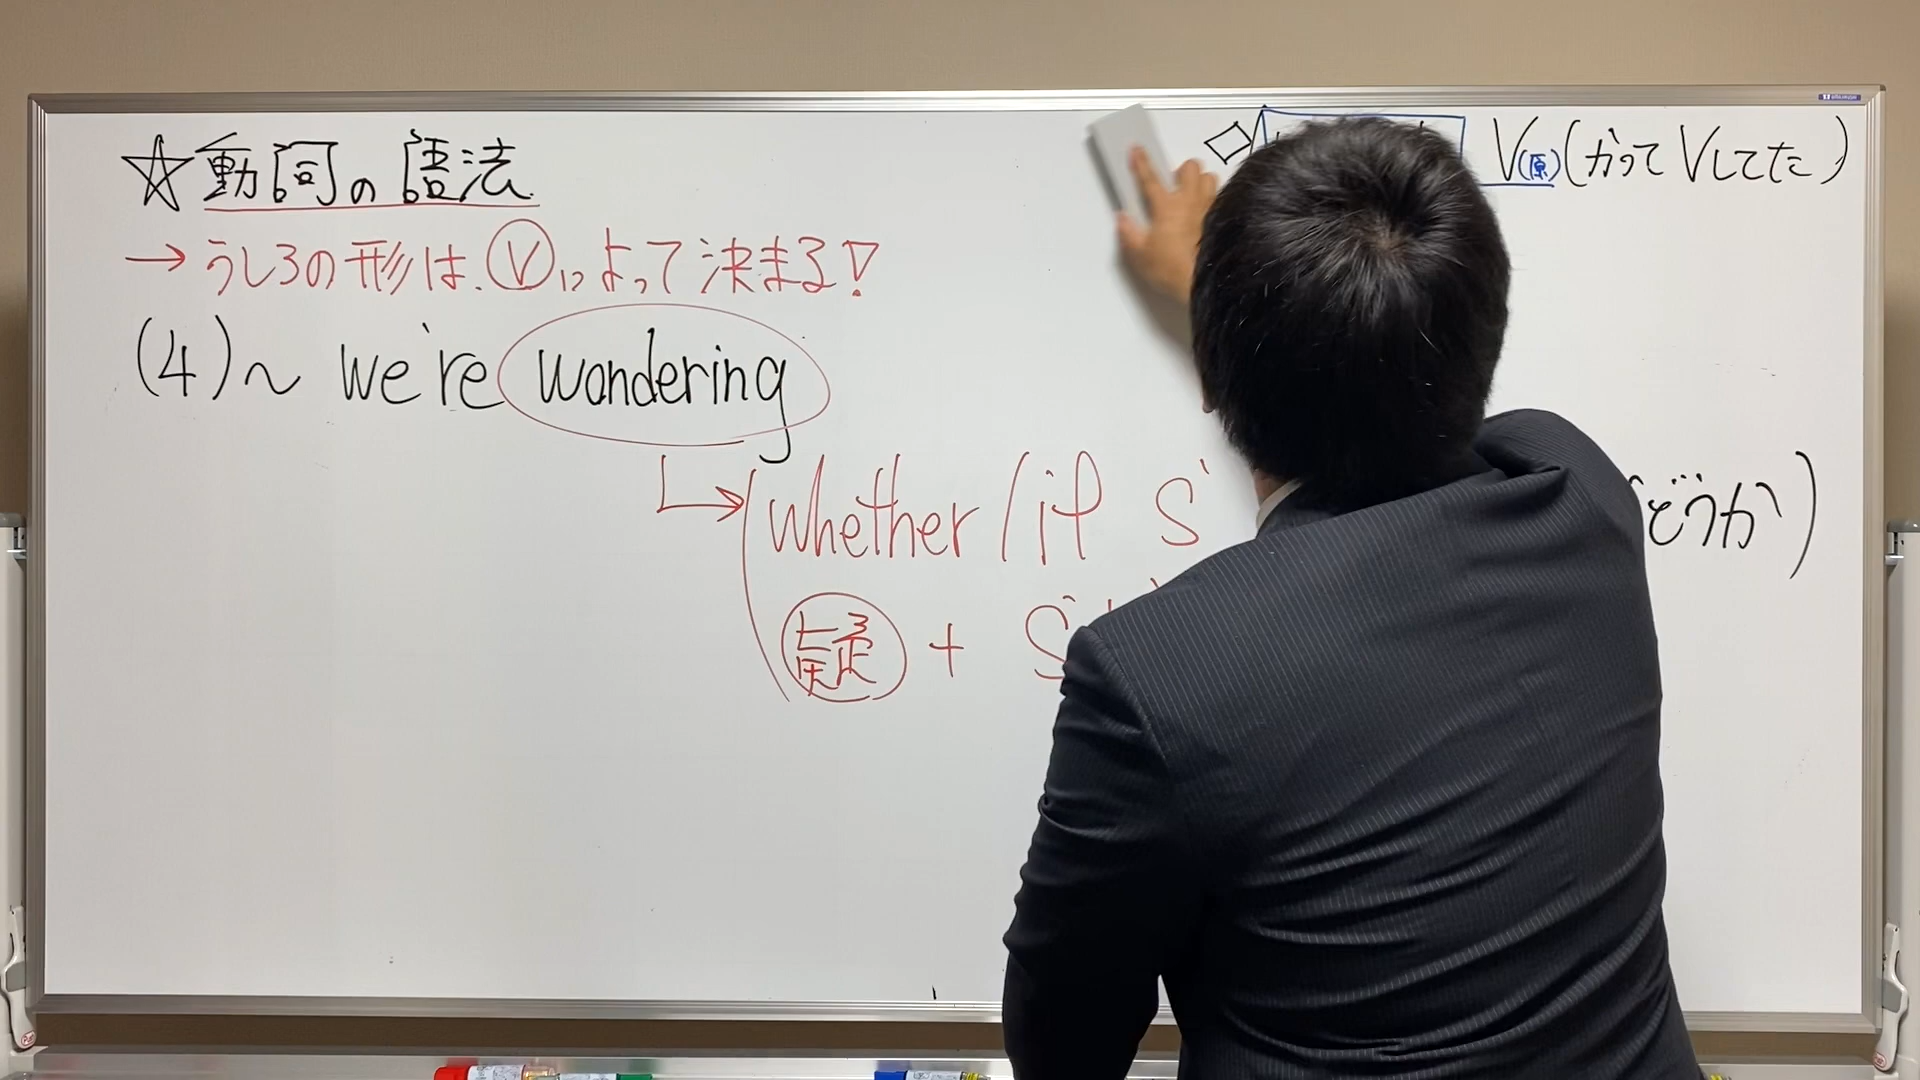 ☆動詞の語法
→うしろの形は、Ⓥによって決まる!
(4)~ we're wondering
whether / if S'
疑 + S'
◇ V(原)(かつてVしてた)
どうか)